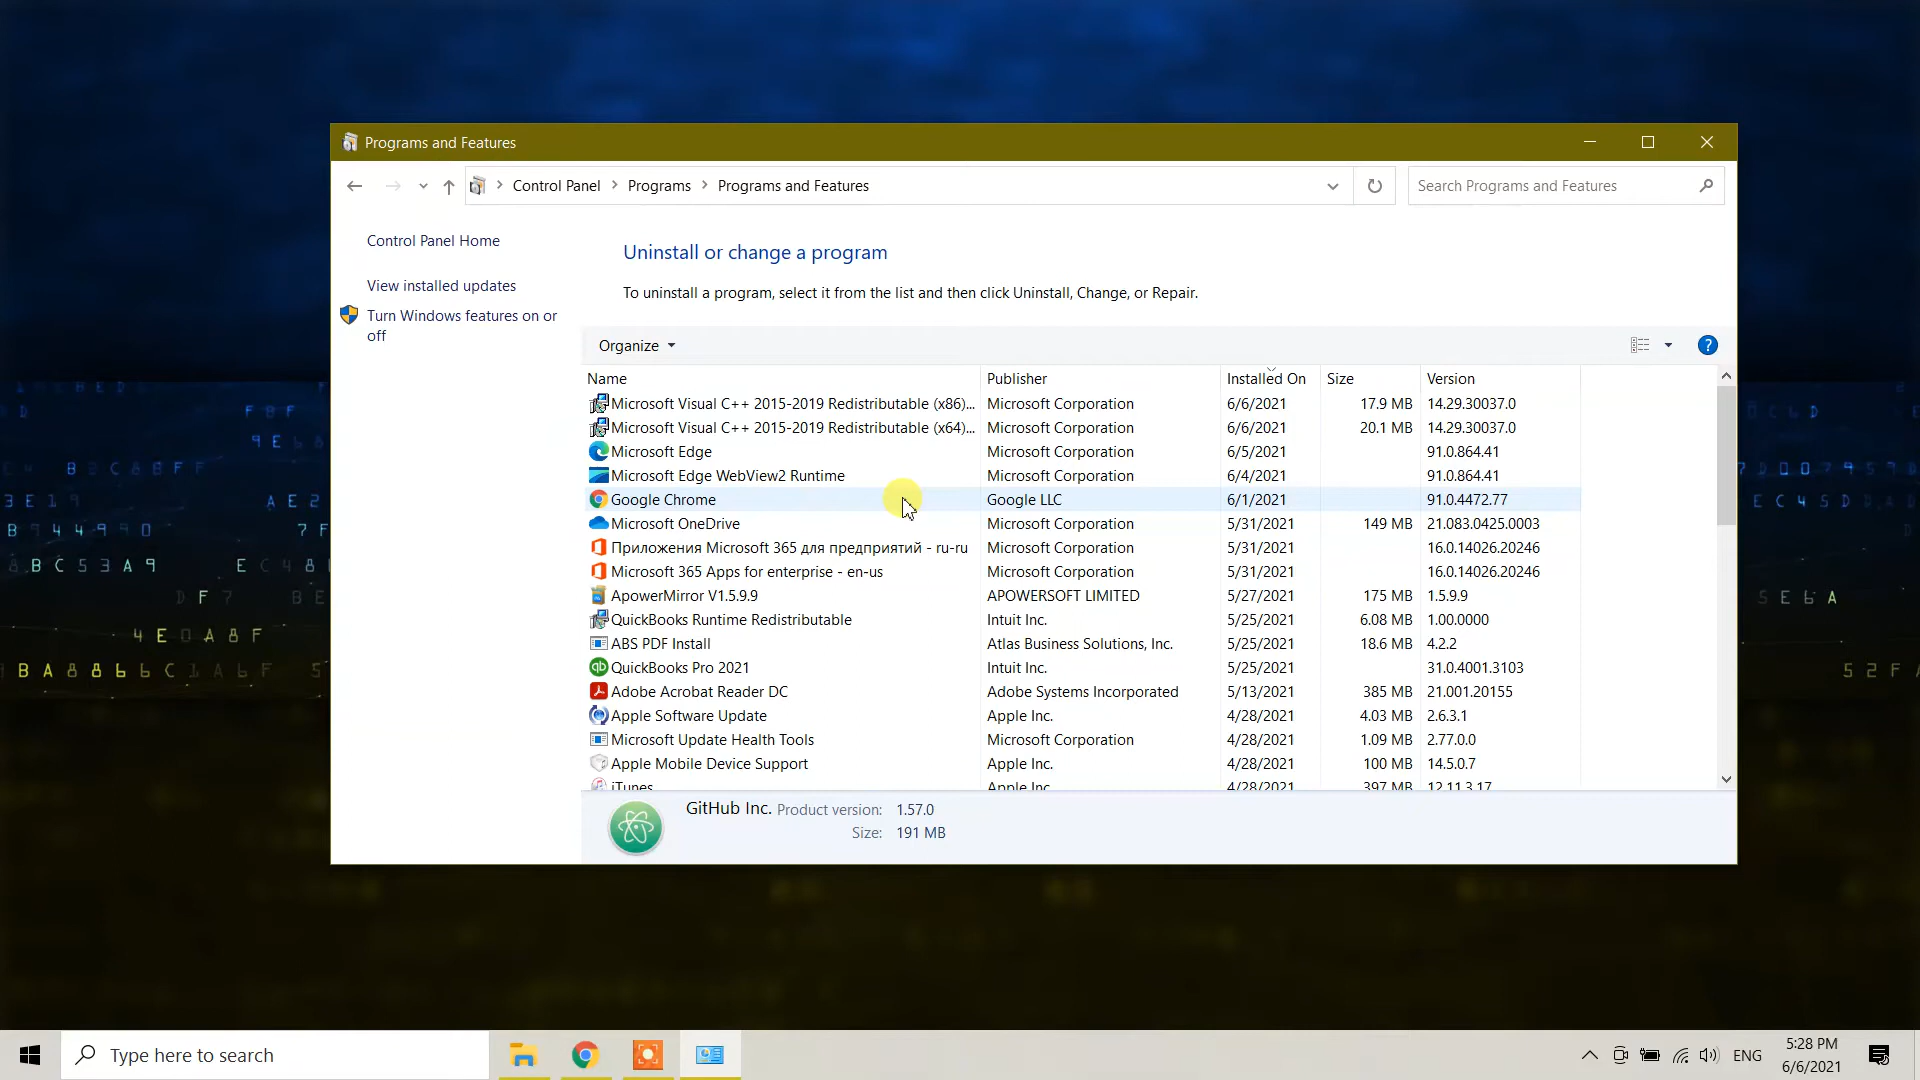 Programs and Features
Control Panel Programs Programs and Features
Search Programs and Features
Control Panel Home
View installed updates
Turn Windows features on or
off
Uninstall or change a program
To uninstall a program, select it from the list and then click Uninstall, Change, or Repair.
Organize
Name Publisher Installed On Size Version
Microsoft Visual C++ 2015-2019 Redistributable (x86)... Microsoft Corporation 6/6/2021 17.9 MB 14.29.30037.0
Microsoft Visual C++ 2015-2019 Redistributable (x64)... Microsoft Corporation 6/6/2021 20.1 MB 14.29.30037.0
Microsoft Edge Microsoft Corporation 6/5/2021 91.0.864.41
Microsoft Edge WebView2 Runtime Microsoft Corporation 6/4/2021 91.0.864.41
Google Chrome Google LLC 6/1/2021 91.0.4472.77
Microsoft OneDrive Microsoft Corporation 5/31/2021 149 MB 21.083.0425.0003
Приложения Microsoft 365 для предприятий - ru-ru Microsoft Corporation 5/31/2021 16.0.14026.20246
Microsoft 365 Apps for enterprise - en-us Microsoft Corporation 5/31/2021 16.0.14026.20246
ApowerMirror V1.5.9.9 APOWERSOFT LIMITED 5/27/2021 175 MB 1.5.9.9
QuickBooks Runtime Redistributable Intuit Inc. 5/25/2021 6.08 MB 1.00.0000
ABS PDF Install Atlas Business Solutions, Inc. 5/25/2021 18.6 MB 4.2.2
QuickBooks Pro 2021 Intuit Inc. 5/25/2021 31.0.4001.3103
Adobe Acrobat Reader DC Adobe Systems Incorporated 5/13/2021 385 MB 21.001.20155
Apple Software Update Apple Inc. 4/28/2021 4.03 MB 2.6.3.1
Microsoft Update Health Tools Microsoft Corporation 4/28/2021 1.09 MB 2.77.0.0
Apple Mobile Device Support Apple Inc. 4/28/2021 100 MB 14.5.0.7
iTunes Apple Inc. 4/28/2021 397 MB 12.11.3.17
GitHub Inc. Product version: 1.57.0
Size: 191 MB
Type here to search
ENG
5:28 PM
6/6/2021